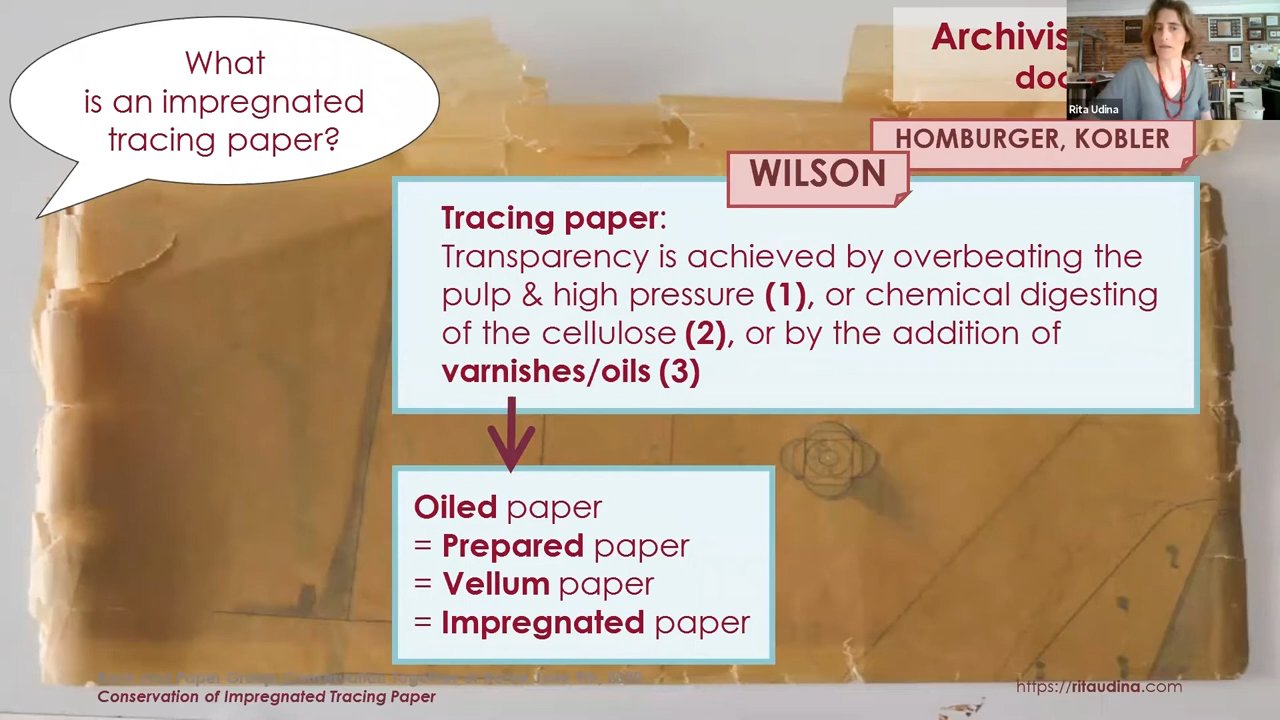 What
is an impregnated
tracing paper?
Archivis
doc
Rita Udina
HOMBURGER, KOBLER
WILSON
Tracing paper:
Transparency is achieved by overbeating the
pulp & high pressure (1), or chemical digesting
of the cellulose (2), or by the addition of
varnishes/oils (3)
Oiled paper
= Prepared paper
= Vellum paper
= Impregnated paper
Conservation of Impregnated Tracing Paper
https://ritaudina.com